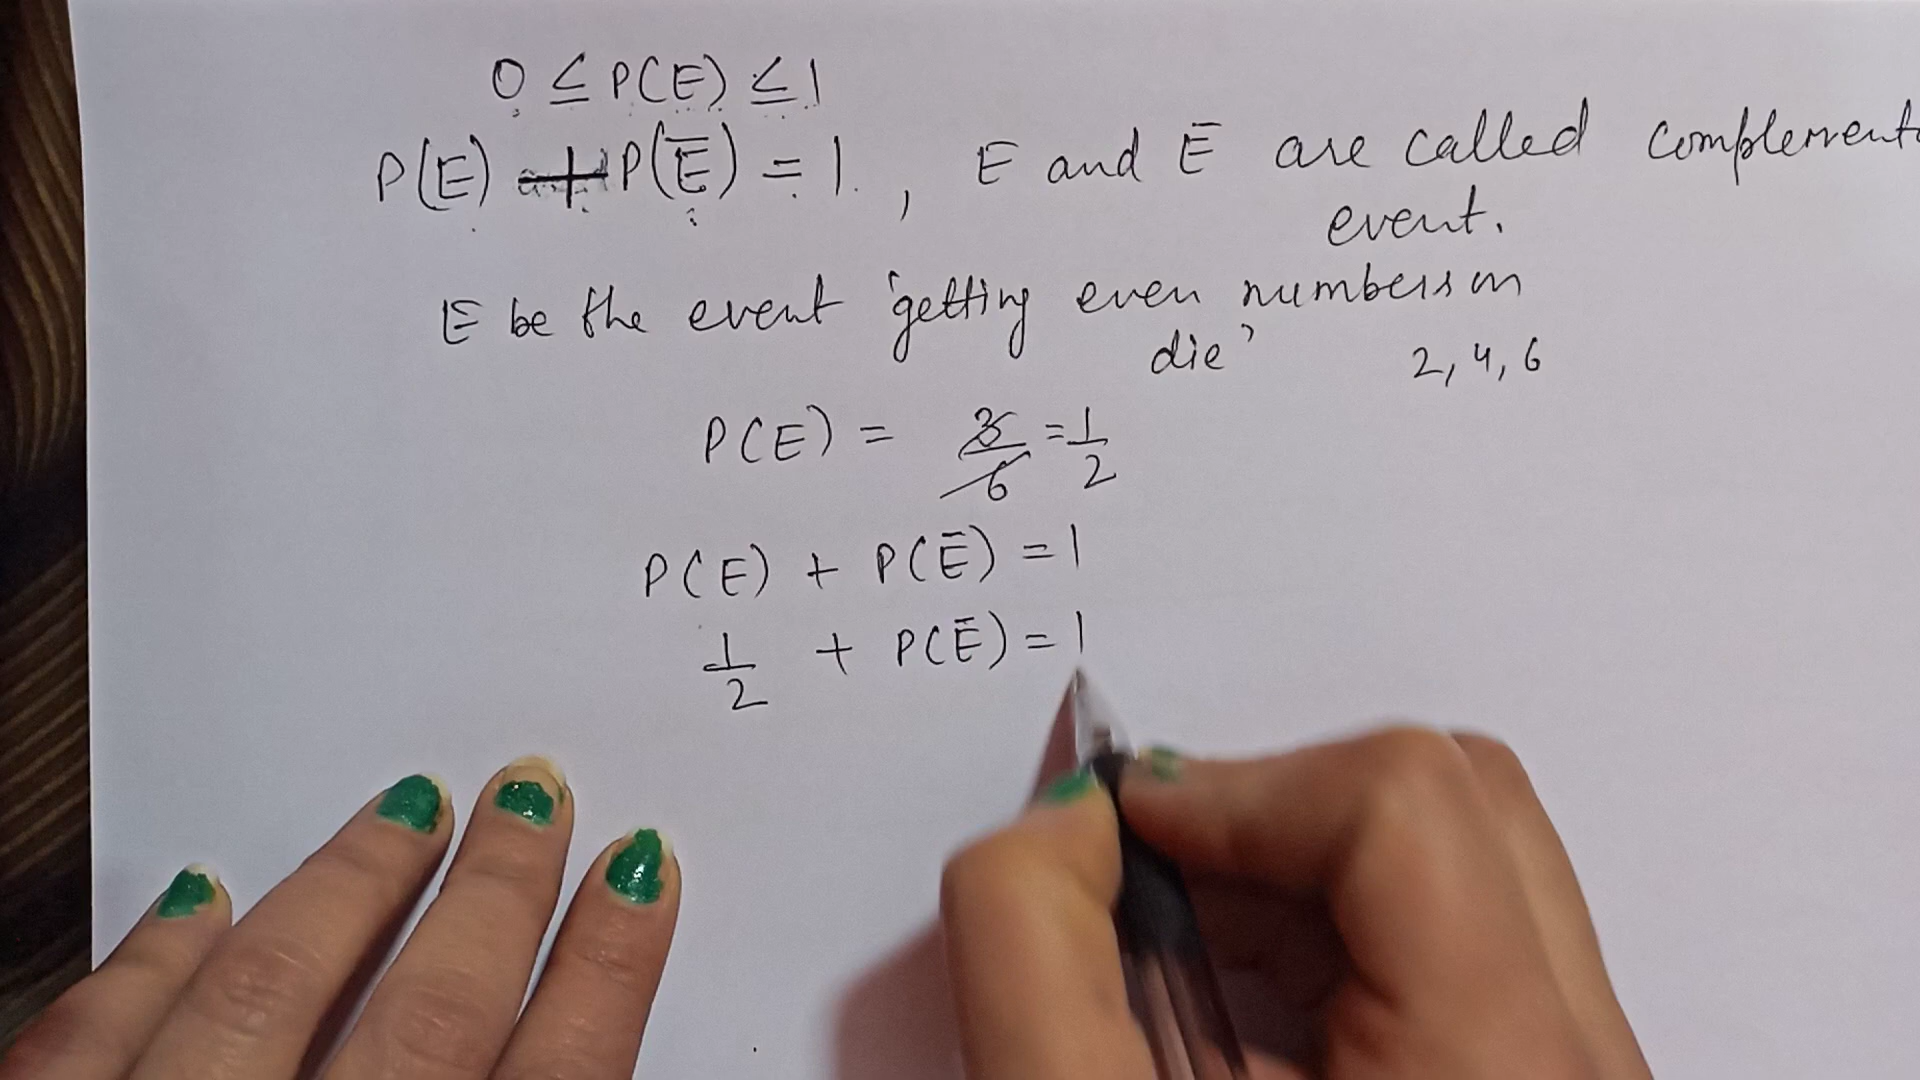 0 ≤ P(E) ≤ 1
P(E) + P(Ē) = 1 , E and Ē are called
event.
E be the event 'getting even numbers on
die' 2, 4, 6
P(E) = 3/6 = 1/2
P(E) + P(Ē) = 1
1/2 + P(Ē) = 1